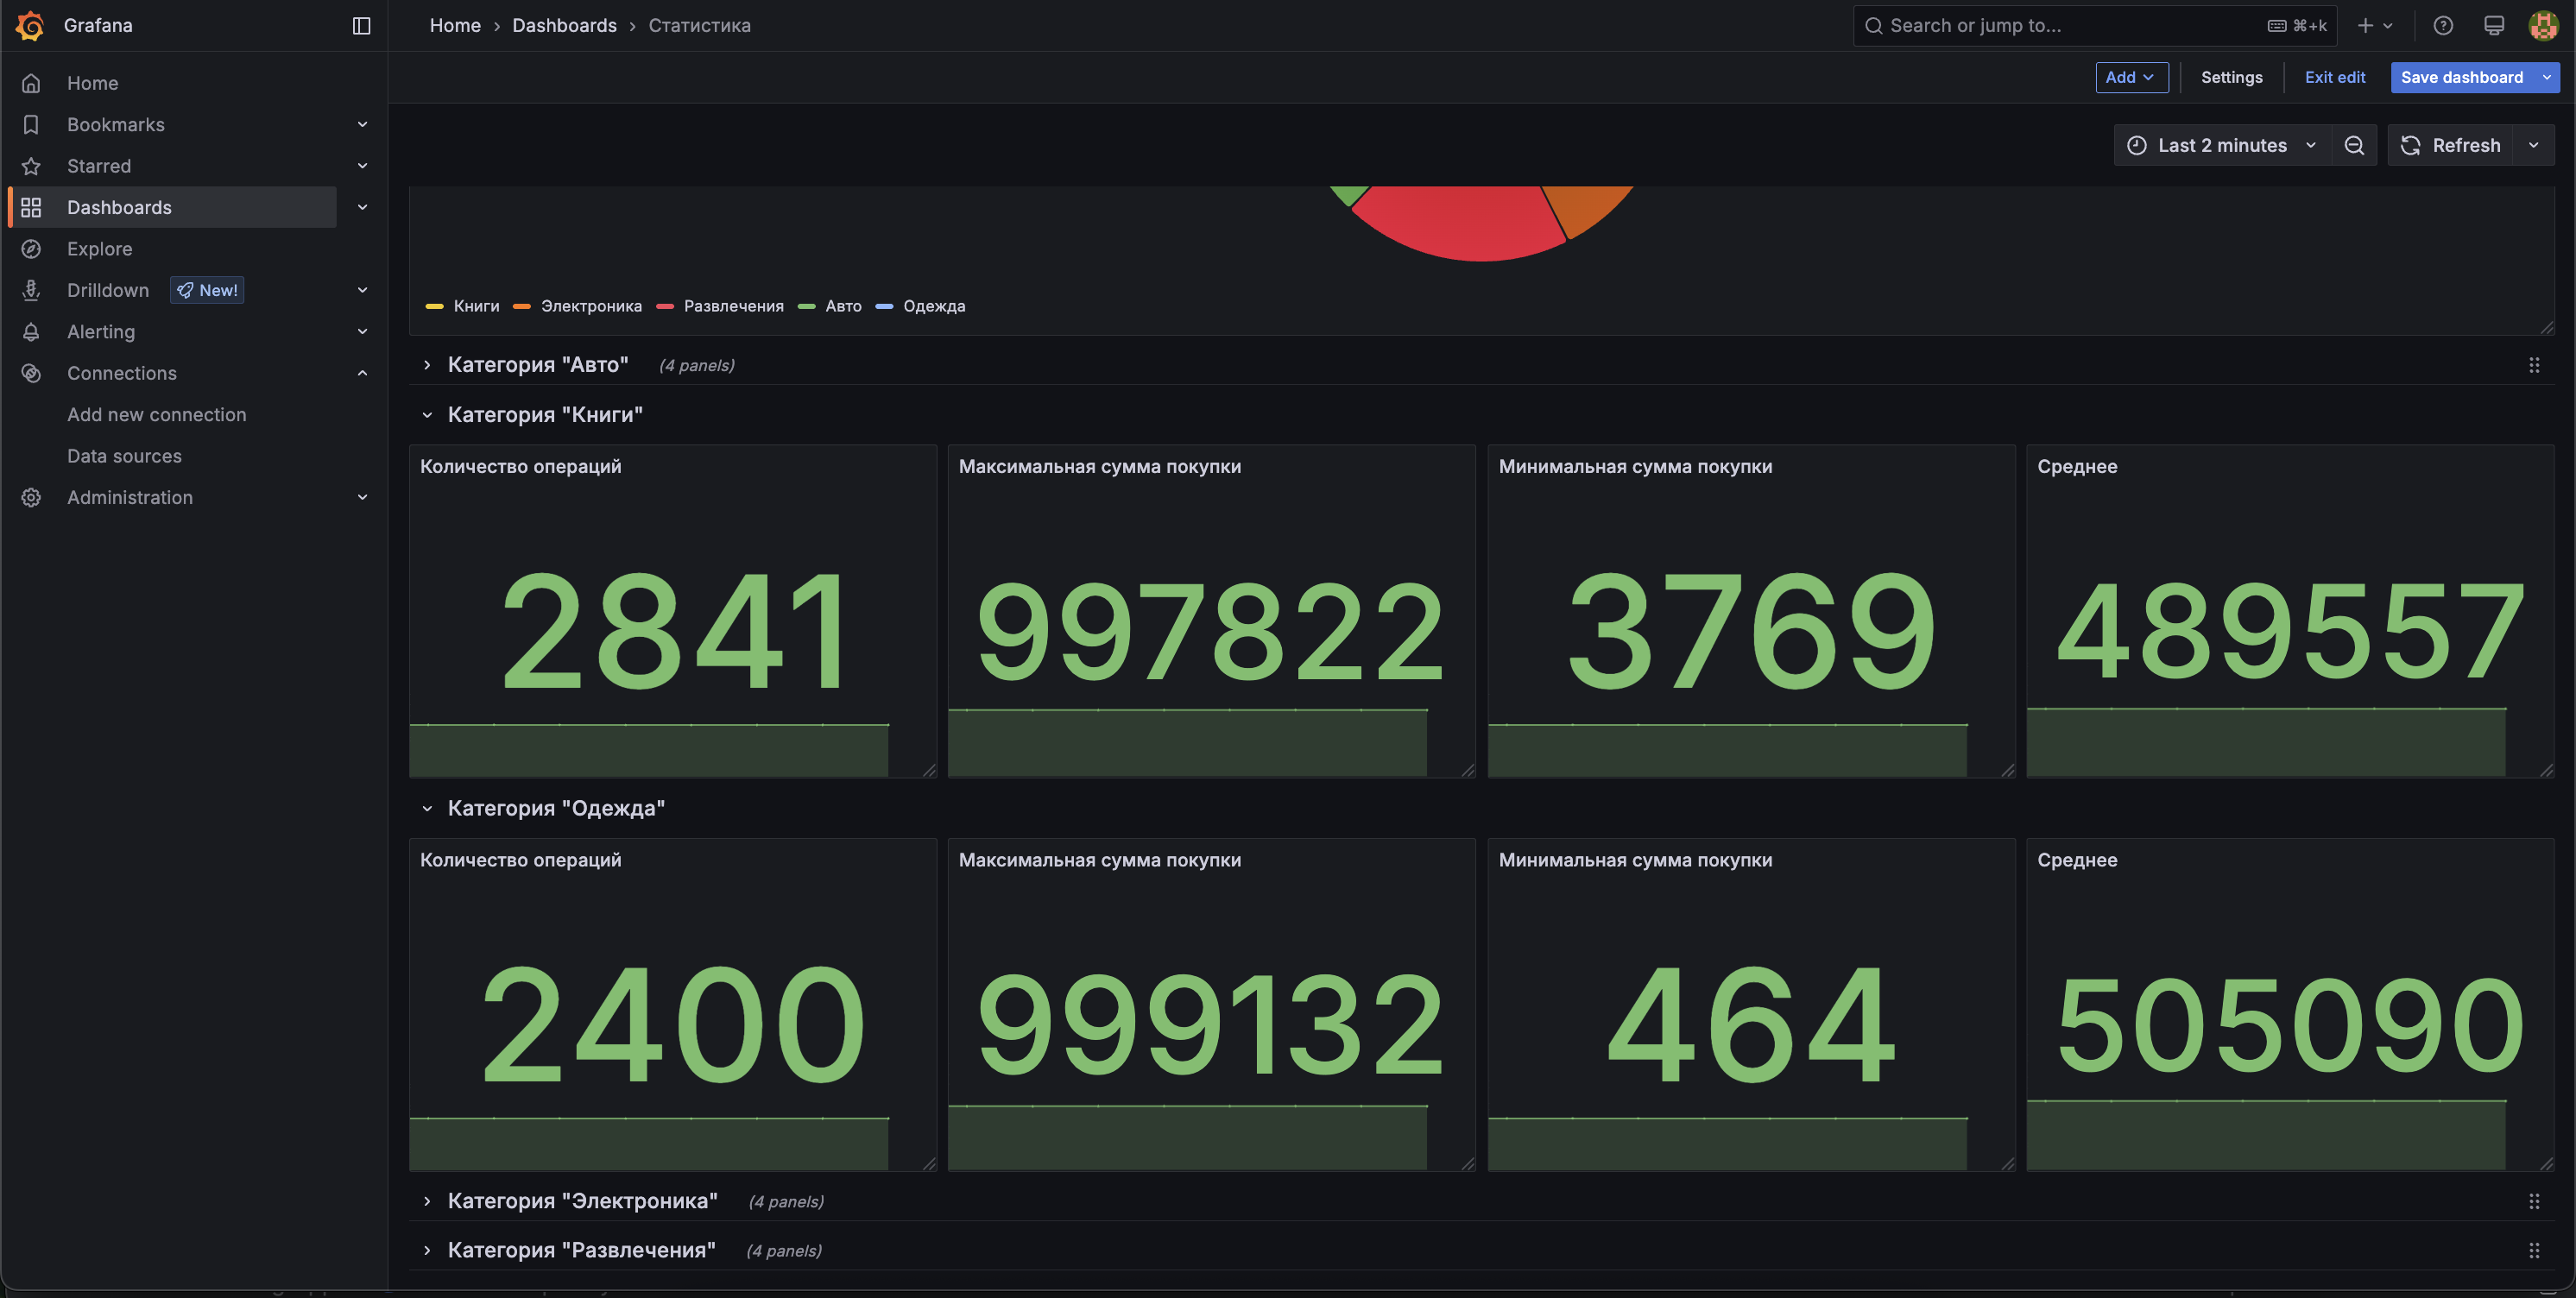 Grafana
Home › Dashboards › Статистика
Search or jump to...
⌘+k
Home
Bookmarks
Starred
Dashboards
Explore
Drilldown New!
Alerting
Connections
Add new connection
Data sources
Administration
Add Settings Exit edit Save dashboard
Last 2 minutes Refresh
Книги Электроника Развлечения Авто Одежда
Категория "Авто" (4 panels)
Категория "Книги"
Количество операций
2841
Максимальная сумма покупки
997822
Минимальная сумма покупки
3769
Среднее
489557
Категория "Одежда"
Количество операций
2400
Максимальная сумма покупки
999132
Минимальная сумма покупки
464
Среднее
505090
Категория "Электроника" (4 panels)
Категория "Развлечения" (4 panels)